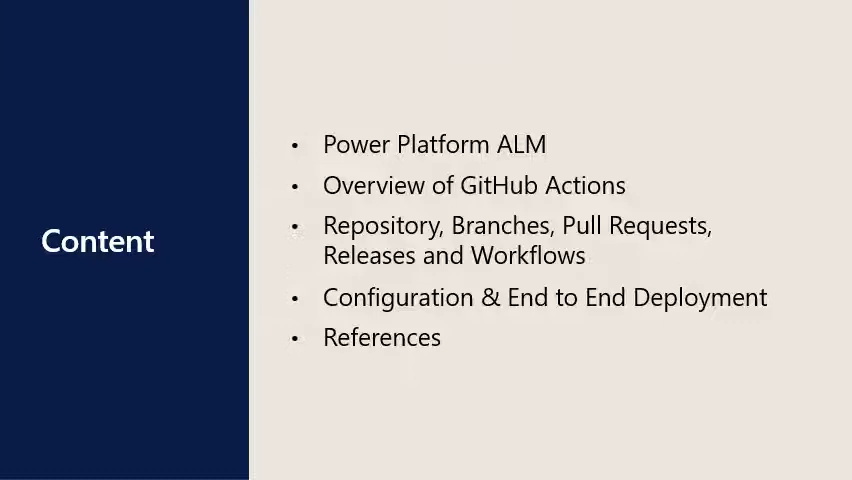 Content
• Power Platform ALM
• Overview of GitHub Actions
• Repository, Branches, Pull Requests,
Releases and Workflows
• Configuration & End to End Deployment
• References